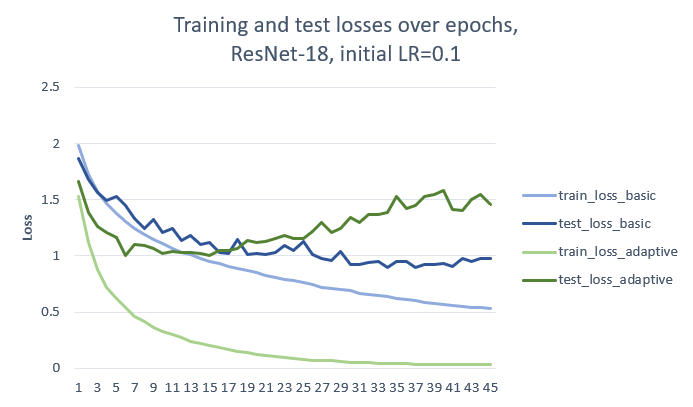 Training and test losses over epochs,
ResNet-18, initial LR=0.1
2.5
2
1.5
1
0.5
0
Loss
1 3 5 7 9 11 13 15 17 19 21 23 25 27 29 31 33 35 37 39 41 43 45
train_loss_basic
test_loss_basic
train_loss_adaptive
test_loss_adaptive